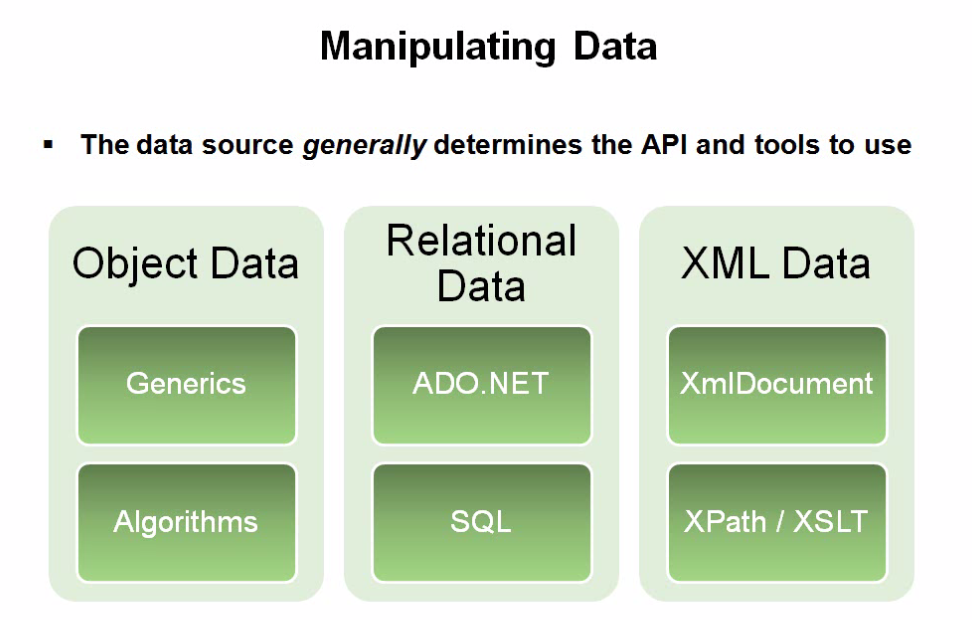 Manipulating Data
▪ The data source generally determines the API and tools to use
Object Data
Generics
Algorithms
Relational
Data
ADO.NET
SQL
XML Data
XmlDocument
XPath / XSLT